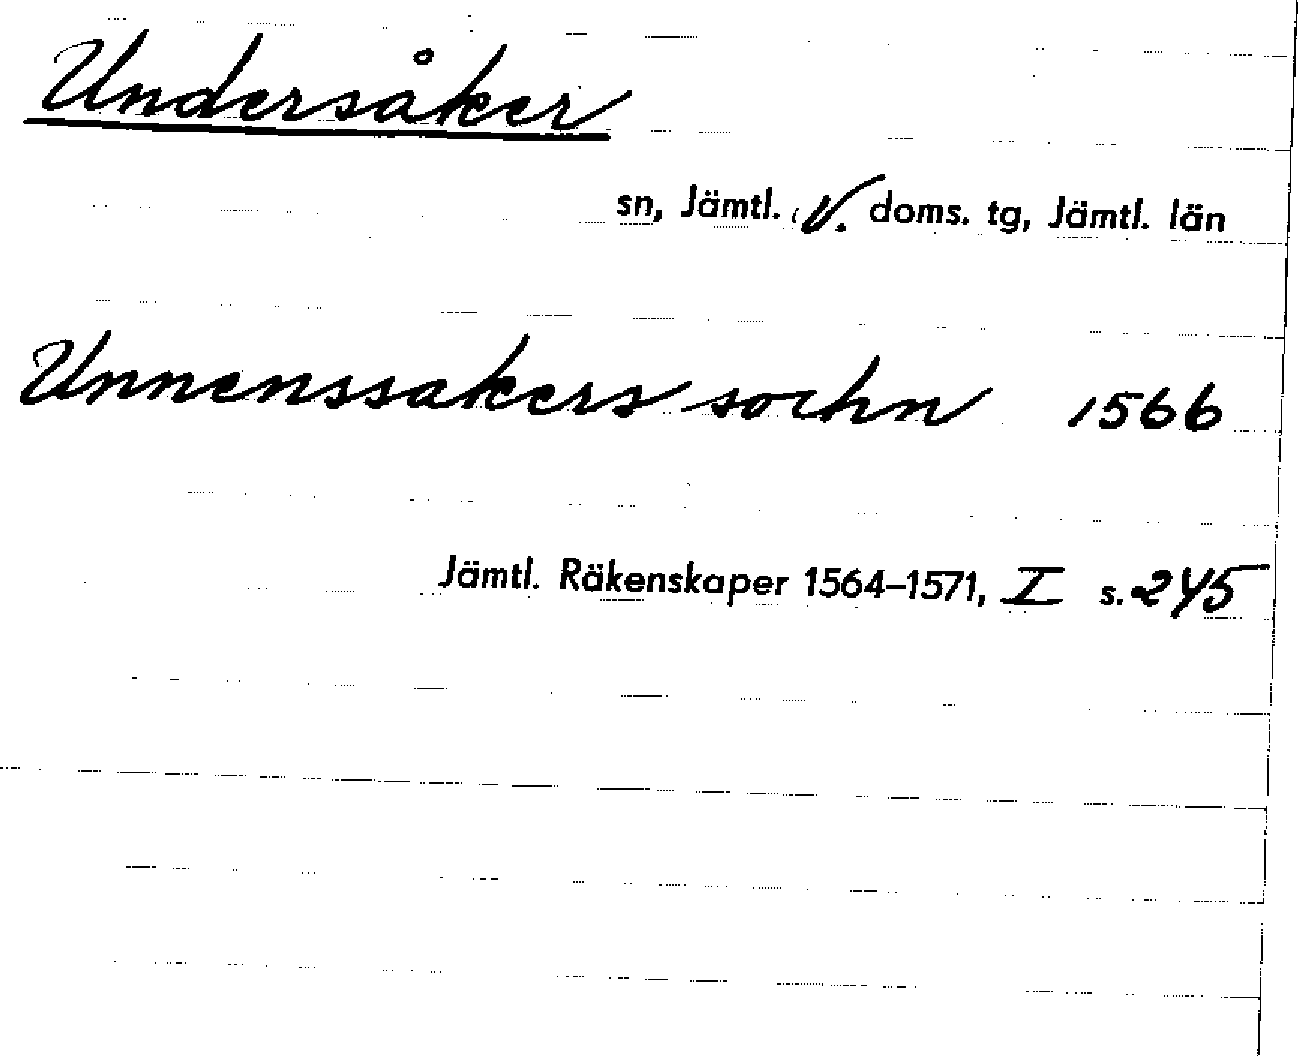 Undersåker
sn, Jämtl. V. doms. tg, Jämtl. län
Unnenssakers sochn 1566
Jämtl. Räkenskaper 1564–1571, I s. 245